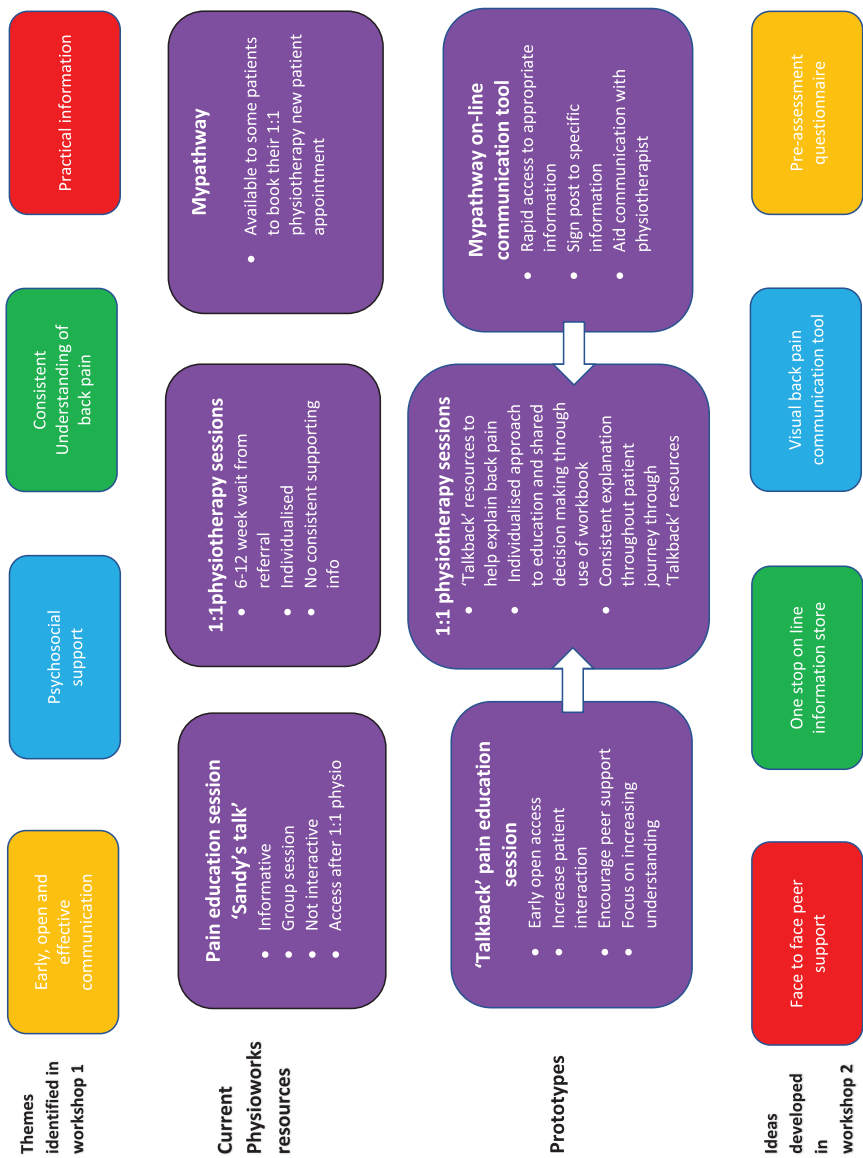 Themes
identified in
workshop 1
Early, open and
effective
communication
Psychosocial
support
Consistent
Understanding of
back pain
Practical information
Current
Physioworks
resources
Pain education session
‘Sandy’s talk’
• Informative
• Group session
• Not interactive
• Access after 1:1 physio
1:1physiotherapy sessions
• 6-12 week wait from
referral
• Individualised
• No consistent supporting
info
Mypathway
• Available to some patients
to book their 1:1
physiotherapy new patient
appointment
Prototypes
‘Talkback’ pain education
session
• Early open access
• Increase patient
interaction
• Encourage peer support
• Focus on increasing
understanding
1:1 physiotherapy sessions
• ‘Talkback’ resources to
help explain back pain
• Individualised approach
to education and shared
decision making through
use of workbook
• Consistent explanation
throughout patient
journey through
‘Talkback’ resources
Mypathway on-line
communication tool
• Rapid access to appropriate
information
• Sign post to specific
information
• Aid communication with
physiotherapist
Ideas
developed
in
workshop 2
Face to face peer
support
One stop on line
information store
Visual back pain
communication tool
Pre-assessment
questionnaire